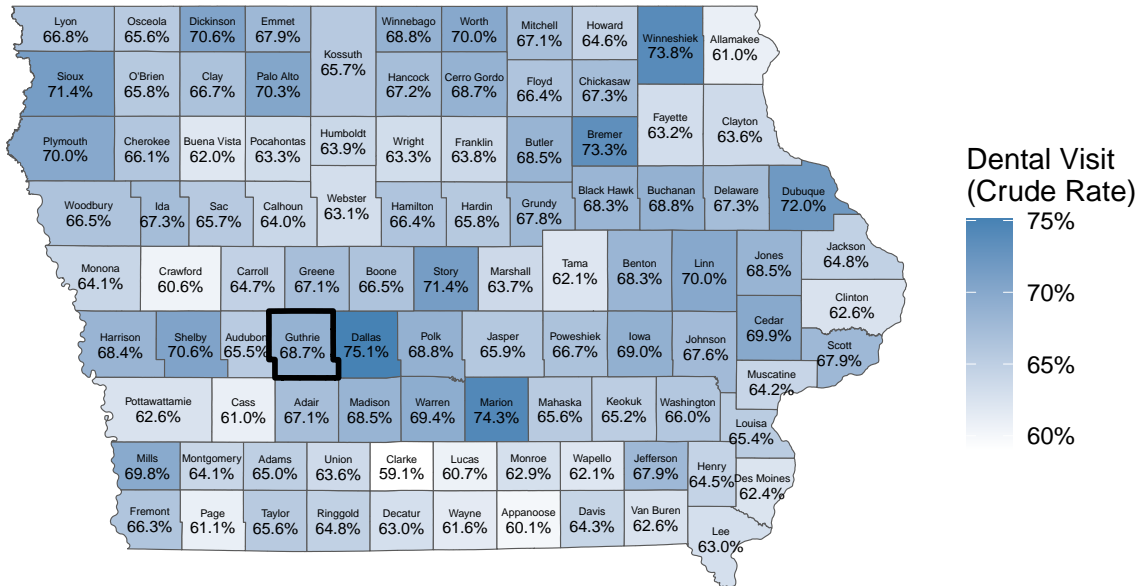 Lyon
66.8%
Osceola
65.6%
Dickinson
70.6%
Emmet
67.9%
Kossuth
65.7%
Winnebago
68.8%
Worth
70.0%
Mitchell
67.1%
Howard
64.6%
Winneshiek
73.8%
Allamakee
61.0%
Sioux
71.4%
O'Brien
65.8%
Clay
66.7%
Palo Alto
70.3%
Hancock
67.2%
Cerro Gordo
68.7%
Floyd
66.4%
Chickasaw
67.3%
Fayette
63.2%
Clayton
63.6%
Plymouth
70.0%
Cherokee
66.1%
Buena Vista
62.0%
Pocahontas
63.3%
Humboldt
63.9%
Wright
63.3%
Franklin
63.8%
Butler
68.5%
Bremer
73.3%
Woodbury
66.5%
Ida
67.3%
Sac
65.7%
Calhoun
64.0%
Webster
63.1%
Hamilton
66.4%
Hardin
65.8%
Grundy
67.8%
Black Hawk
68.3%
Buchanan
68.8%
Delaware
67.3%
Dubuque
72.0%
Monona
64.1%
Crawford
60.6%
Carroll
64.7%
Greene
67.1%
Boone
66.5%
Story
71.4%
Marshall
63.7%
Tama
62.1%
Benton
68.3%
Linn
70.0%
Jones
68.5%
Jackson
64.8%
Clinton
62.6%
Harrison
68.4%
Shelby
70.6%
Audubon
65.5%
Guthrie
68.7%
Dallas
75.1%
Polk
68.8%
Jasper
65.9%
Poweshiek
66.7%
Iowa
69.0%
Johnson
67.6%
Cedar
69.9%
Scott
67.9%
Muscatine
64.2%
Pottawattamie
62.6%
Cass
61.0%
Adair
67.1%
Madison
68.5%
Warren
69.4%
Marion
74.3%
Mahaska
65.6%
Keokuk
65.2%
Washington
66.0%
Louisa
65.4%
Mills
69.8%
Montgomery
64.1%
Adams
65.0%
Union
63.6%
Clarke
59.1%
Lucas
60.7%
Monroe
62.9%
Wapello
62.1%
Jefferson
67.9%
Henry
64.5%
Des Moines
62.4%
Fremont
66.3%
Page
61.1%
Taylor
65.6%
Ringgold
64.8%
Decatur
63.0%
Wayne
61.6%
Appanoose
60.1%
Davis
64.3%
Van Buren
62.6%
Lee
63.0%
Dental Visit
(Crude Rate)
75%
70%
65%
60%